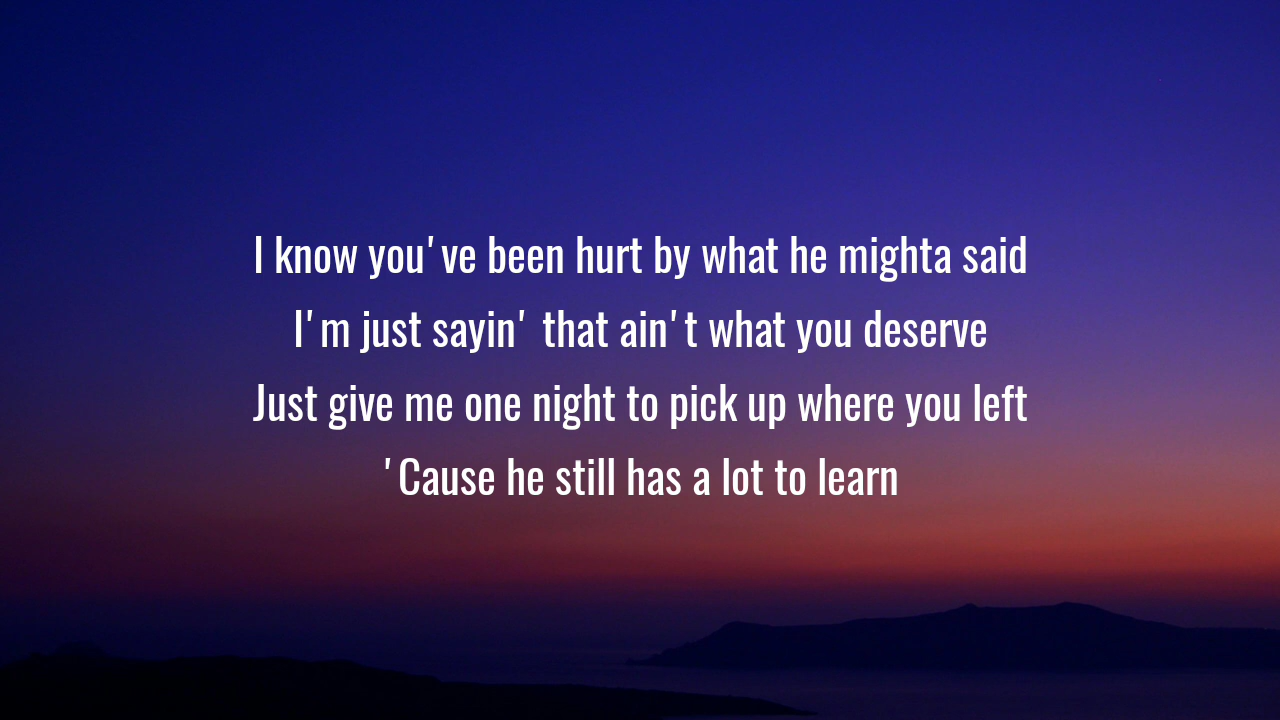 I know you've been hurt by what he mighta said
I'm just sayin' that ain't what you deserve
Just give me one night to pick up where you left
'Cause he still has a lot to learn